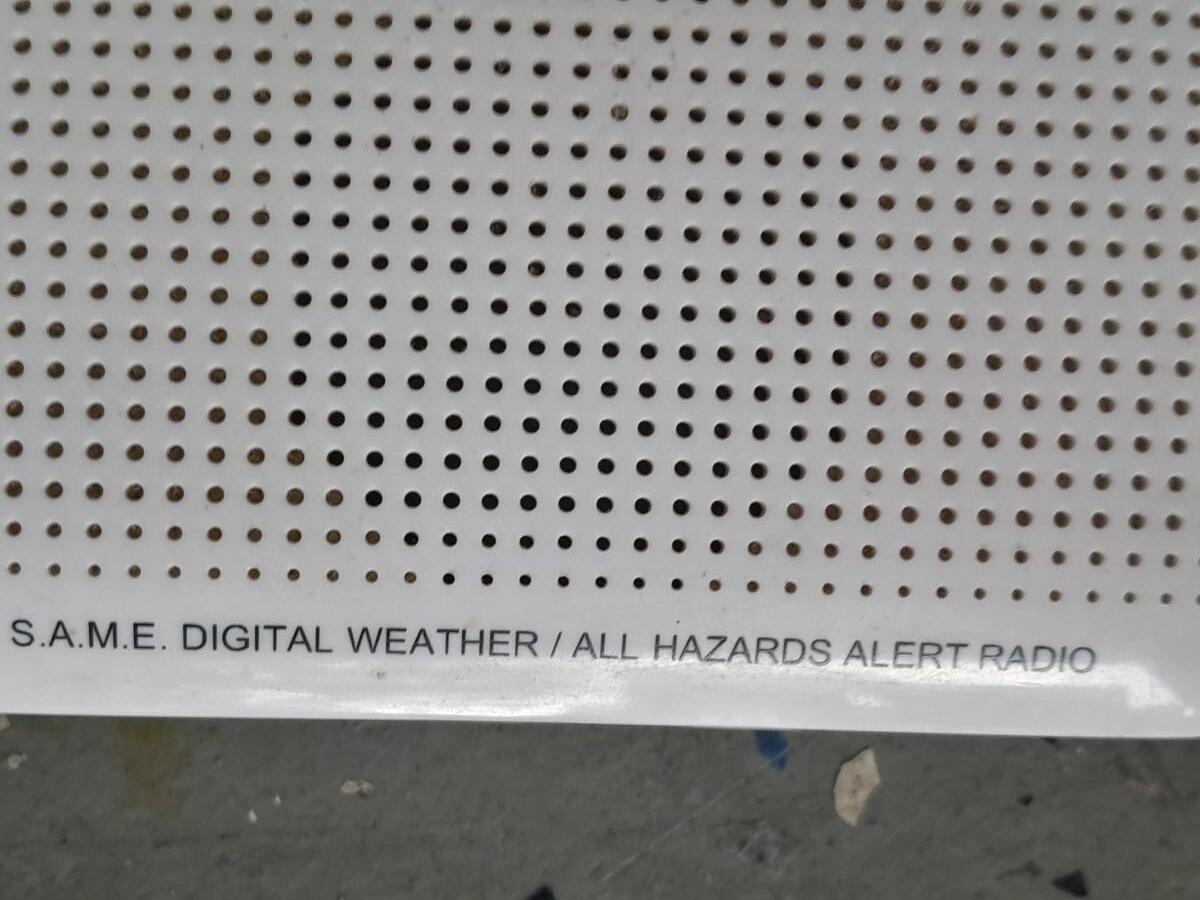 S.A.M.E. DIGITAL WEATHER / ALL HAZARDS ALERT RADIO